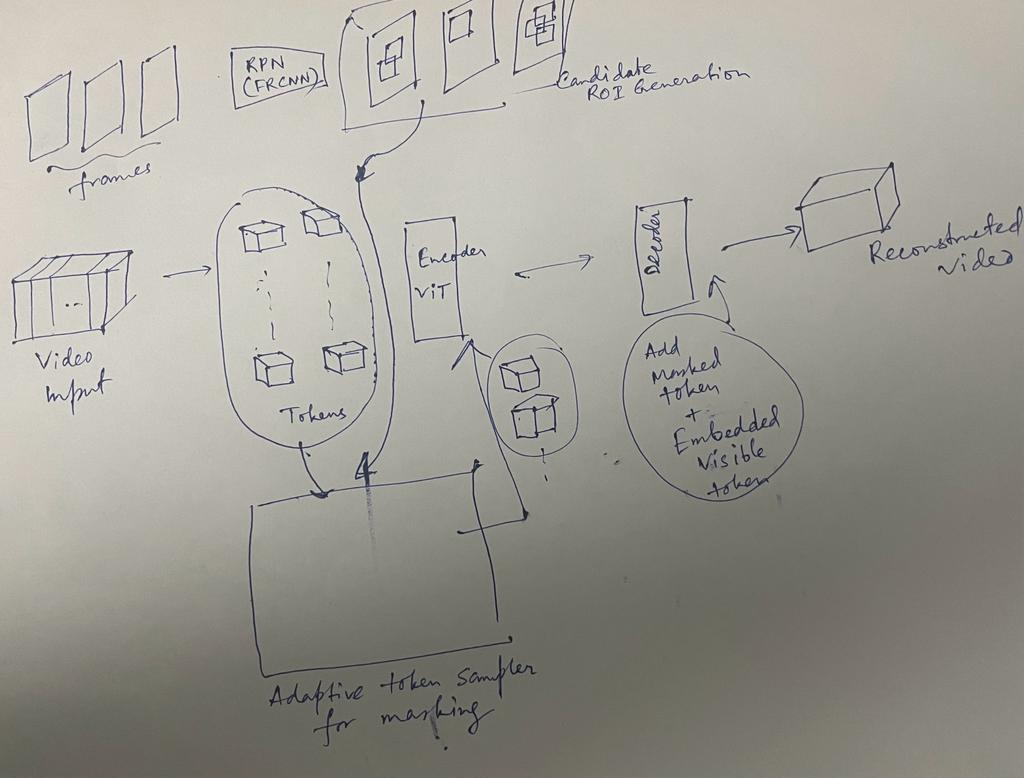 RPN
(FRCNN)
Candidate
ROI Generation
frames
Video
Input
Tokens
Encoder
ViT
Decoder
Reconstructed
Video
Add
Masked
token
+
Embedded
Visible
token
Adaptive token Sampler
for masking